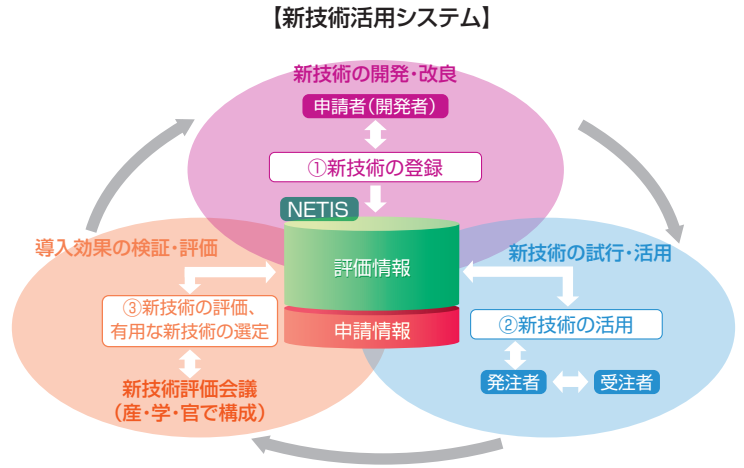 【新技術活用システム】
新技術の開発・改良
申請者(開発者)
①新技術の登録
NETIS
評価情報
申請情報
導入効果の検証・評価
③新技術の評価、
有用な新技術の選定
新技術評価会議
(産・学・官で構成)
新技術の試行・活用
②新技術の活用
発注者
受注者